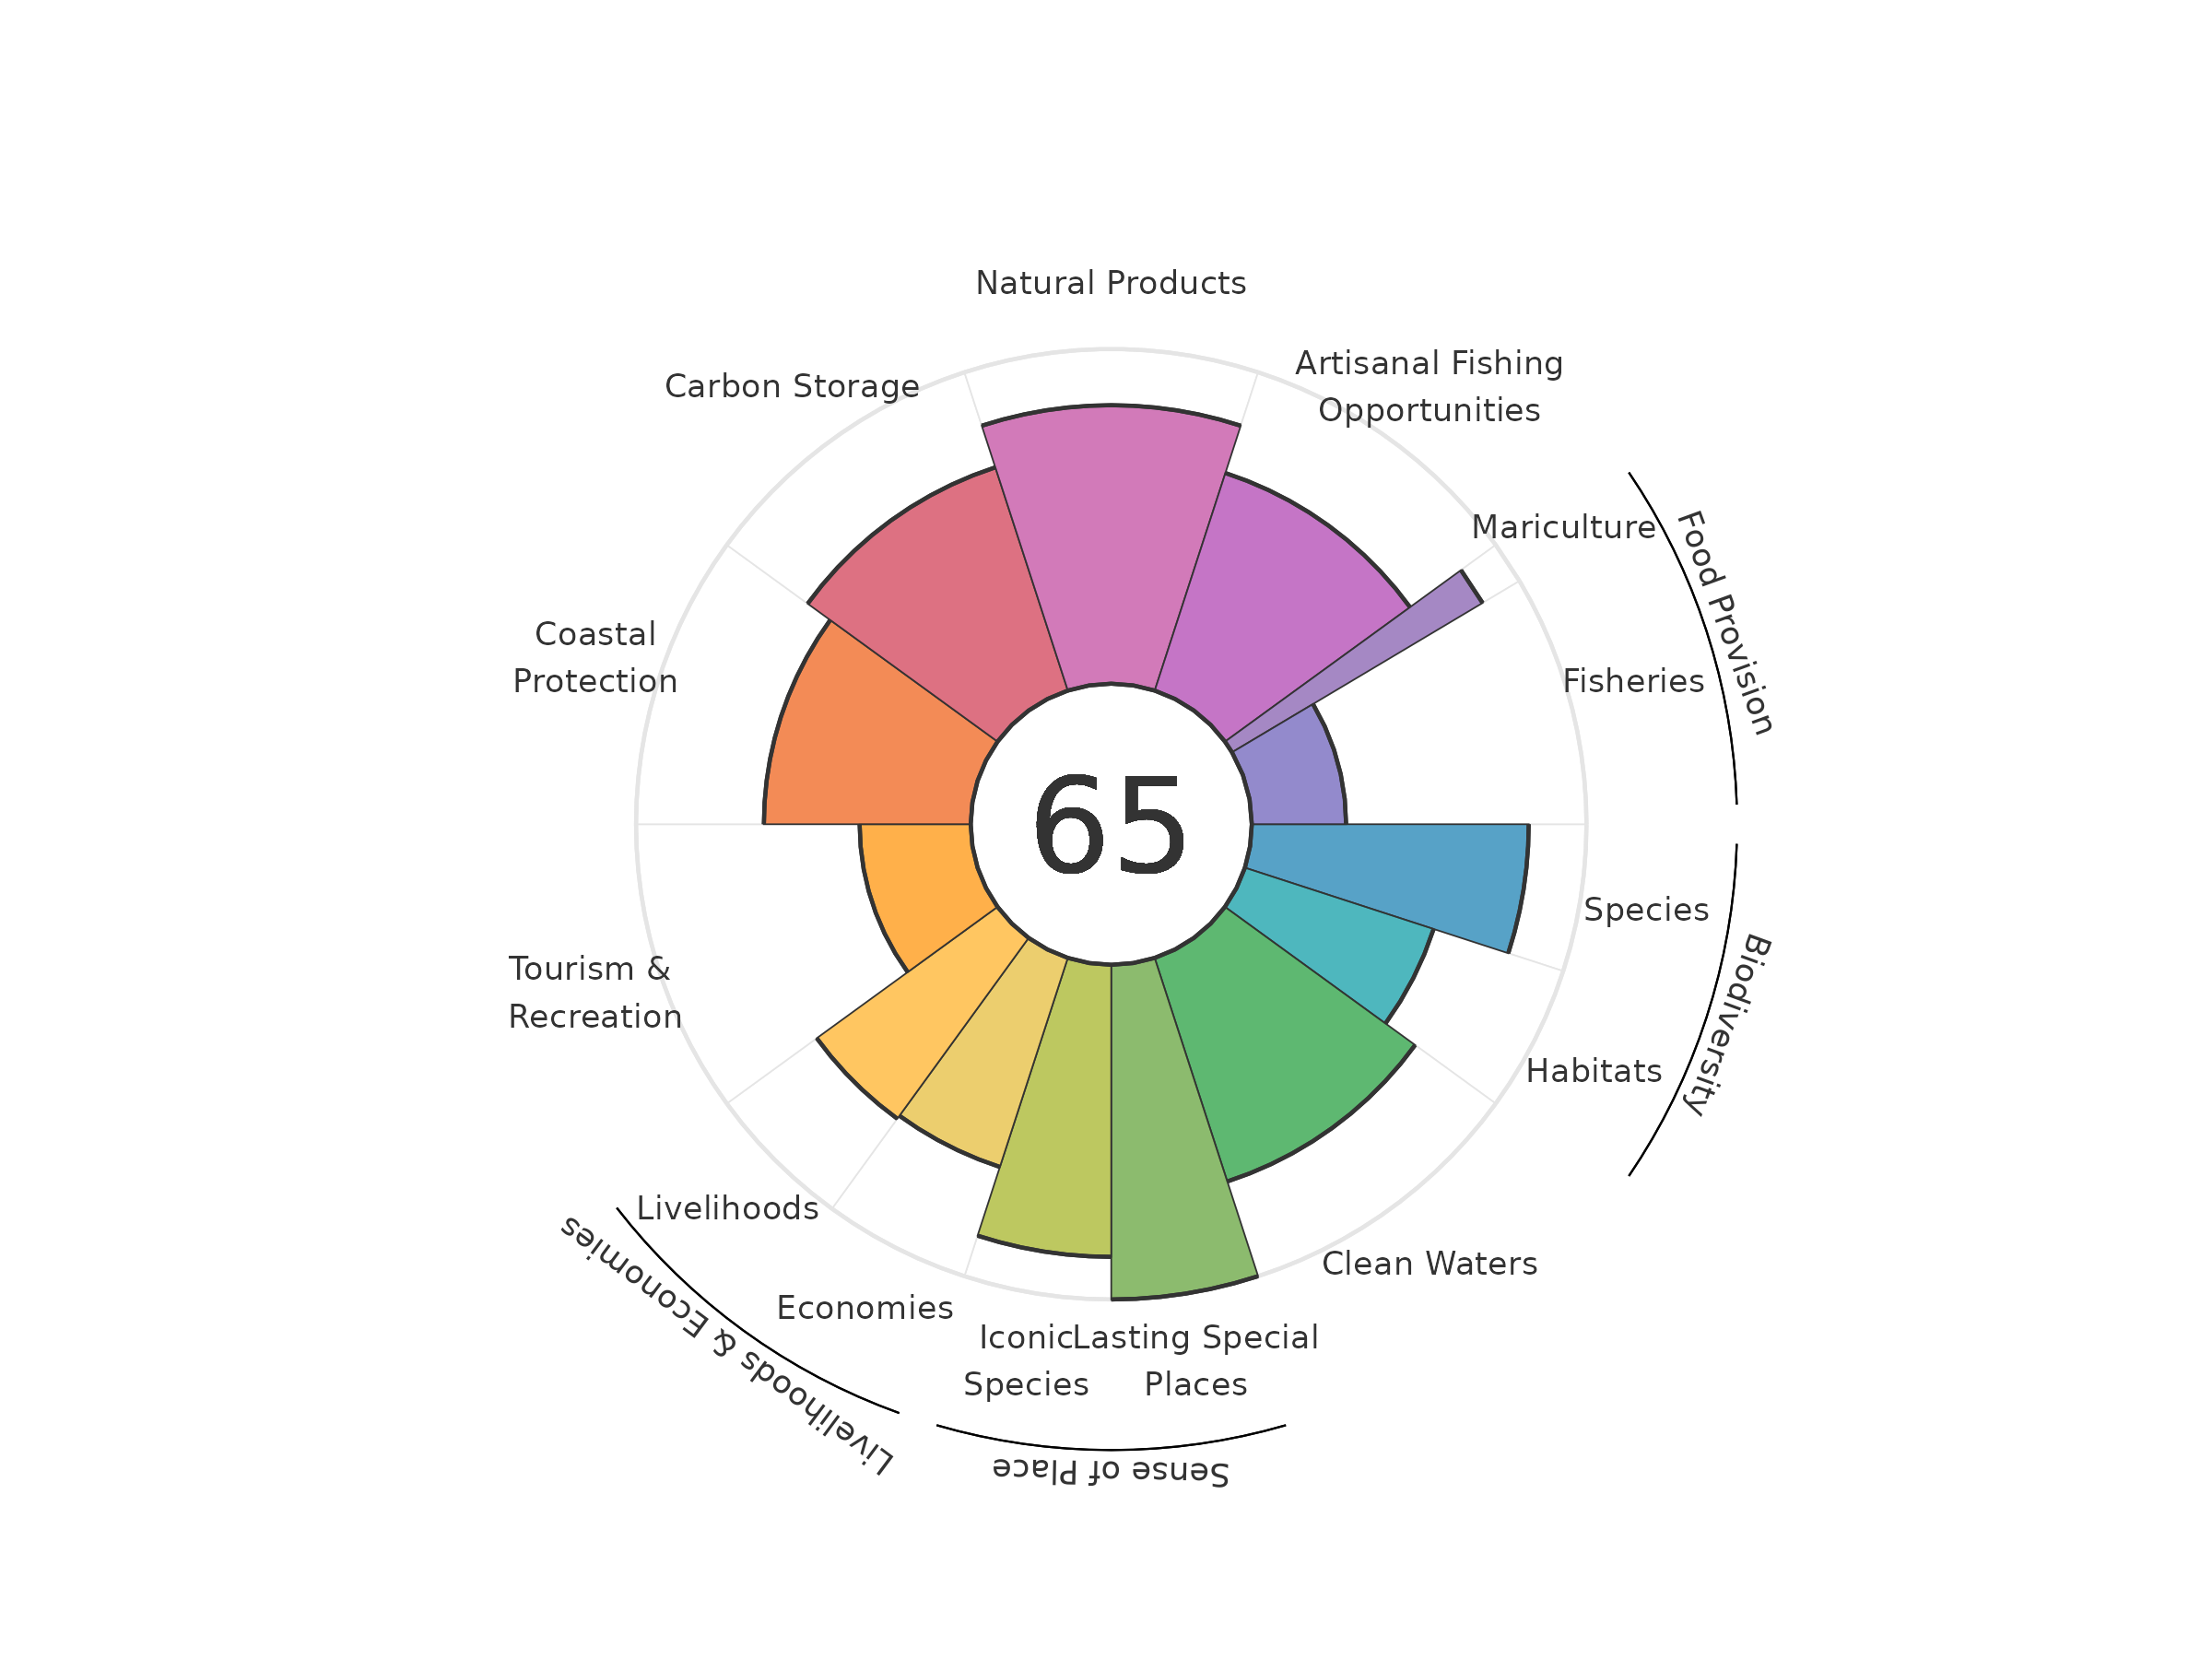 Natural Products
Carbon Storage
Artisanal Fishing
Opportunities
Mariculture
Food Provision
Coastal
Protection
Fisheries
65
Species
Tourism &
Recreation
Biodiversity
Habitats
Livelihoods
Clean Waters
Livelihoods & Economies
Economies
Iconic
Species
Lasting Special
Places
Sense of Place